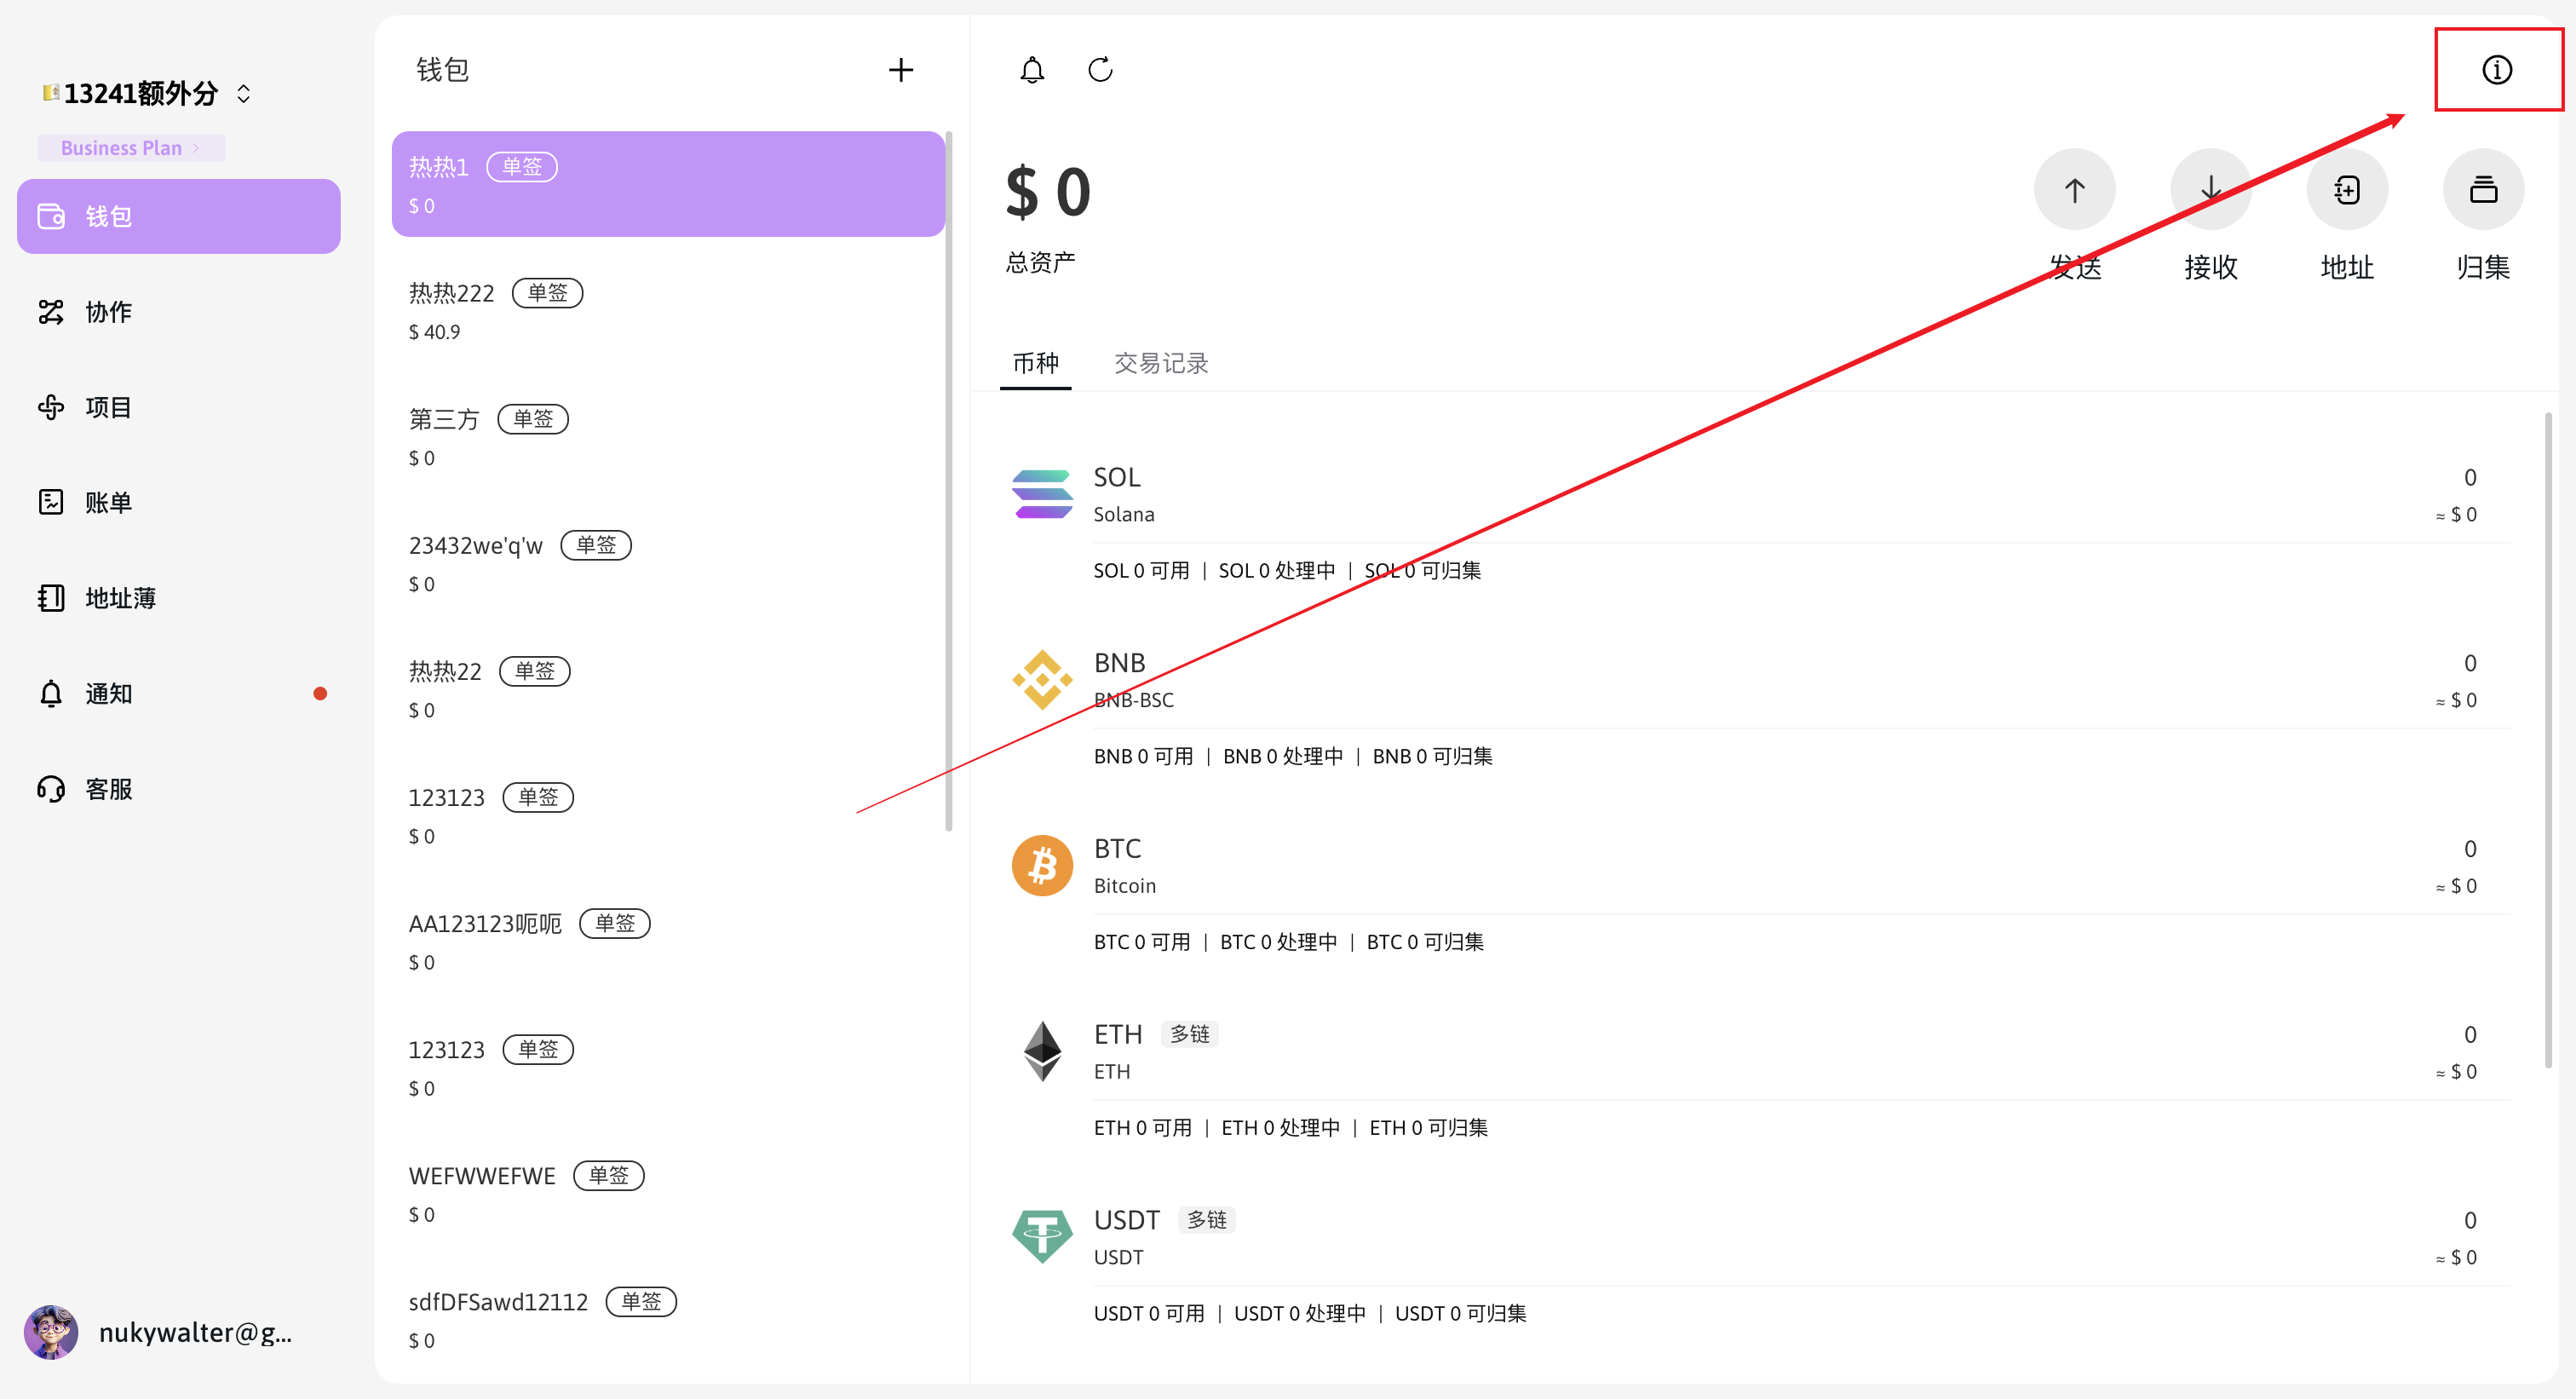 13241额外分
Business Plan
钱包
协作
项目
账单
地址薄
通知
客服
nukywalter@g...
钱包
热热1 单签
$ 0
热热222 单签
$ 40.9
第三方 单签
$ 0
23432we'q'w 单签
$ 0
热热22 单签
$ 0
123123 单签
$ 0
AA123123呃呃 单签
$ 0
123123 单签
$ 0
WEFWWEFWE 单签
$ 0
sdfDFSawd12112 单签
$ 0
$ 0
总资产
发送 接收 地址 归集
币种 交易记录
SOL 0
Solana ≈ $ 0
SOL 0 可用 | SOL 0 处理中 | SOL 0 可归集
BNB 0
BNB-BSC ≈ $ 0
BNB 0 可用 | BNB 0 处理中 | BNB 0 可归集
BTC 0
Bitcoin ≈ $ 0
BTC 0 可用 | BTC 0 处理中 | BTC 0 可归集
ETH 多链 0
ETH ≈ $ 0
ETH 0 可用 | ETH 0 处理中 | ETH 0 可归集
USDT 多链 0
USDT ≈ $ 0
USDT 0 可用 | USDT 0 处理中 | USDT 0 可归集